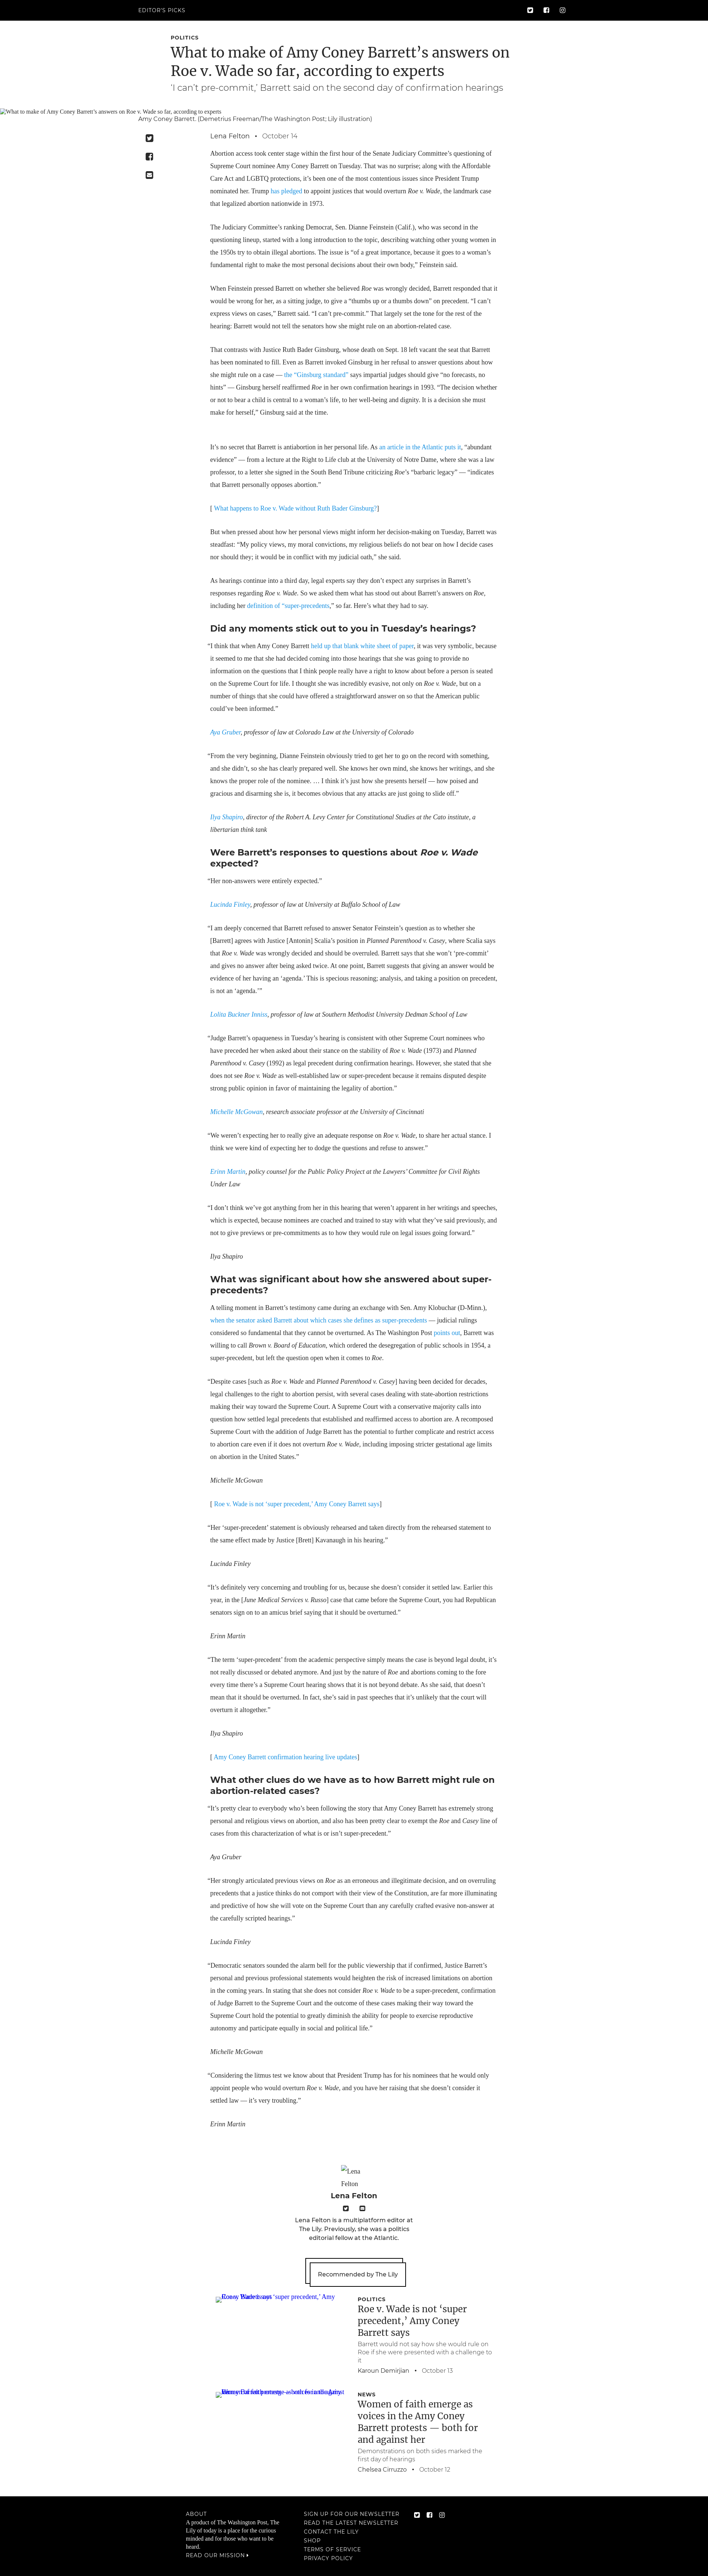 EDITOR'S PICKS
POLITICS
What to make of Amy Coney Barrett’s answers on
Roe v. Wade so far, according to experts
‘I can’t pre-commit,’ Barrett said on the second day of confirmation hearings
What to make of Amy Coney Barrett’s answers on Roe v. Wade so far, according to experts
Amy Coney Barrett. (Demetrius Freeman/The Washington Post; Lily illustration)
Lena Felton • October 14
Abortion access took center stage within the first hour of the Senate Judiciary Committee’s questioning of
Supreme Court nominee Amy Coney Barrett on Tuesday. That was no surprise; along with the Affordable
Care Act and LGBTQ protections, it’s been one of the most contentious issues since President Trump
nominated her. Trump has pledged to appoint justices that would overturn Roe v. Wade, the landmark case
that legalized abortion nationwide in 1973.
The Judiciary Committee’s ranking Democrat, Sen. Dianne Feinstein (Calif.), who was second in the
questioning lineup, started with a long introduction to the topic, describing watching other young women in
the 1950s try to obtain illegal abortions. The issue is “of a great importance, because it goes to a woman’s
fundamental right to make the most personal decisions about their own body,” Feinstein said.
When Feinstein pressed Barrett on whether she believed Roe was wrongly decided, Barrett responded that it
would be wrong for her, as a sitting judge, to give a “thumbs up or a thumbs down” on precedent. “I can’t
express views on cases,” Barrett said. “I can’t pre-commit.” That largely set the tone for the rest of the
hearing: Barrett would not tell the senators how she might rule on an abortion-related case.
That contrasts with Justice Ruth Bader Ginsburg, whose death on Sept. 18 left vacant the seat that Barrett
has been nominated to fill. Even as Barrett invoked Ginsburg in her refusal to answer questions about how
she might rule on a case — the “Ginsburg standard” says impartial judges should give “no forecasts, no
hints” — Ginsburg herself reaffirmed Roe in her own confirmation hearings in 1993. “The decision whether
or not to bear a child is central to a woman’s life, to her well-being and dignity. It is a decision she must
make for herself,” Ginsburg said at the time.
It’s no secret that Barrett is antiabortion in her personal life. As an article in the Atlantic puts it, “abundant
evidence” — from a lecture at the Right to Life club at the University of Notre Dame, where she was a law
professor, to a letter she signed in the South Bend Tribune criticizing Roe’s “barbaric legacy” — “indicates
that Barrett personally opposes abortion.”
[ What happens to Roe v. Wade without Ruth Bader Ginsburg?]
But when pressed about how her personal views might inform her decision-making on Tuesday, Barrett was
steadfast: “My policy views, my moral convictions, my religious beliefs do not bear on how I decide cases
nor should they; it would be in conflict with my judicial oath,” she said.
As hearings continue into a third day, legal experts say they don’t expect any surprises in Barrett’s
responses regarding Roe v. Wade. So we asked them what has stood out about Barrett’s answers on Roe,
including her definition of “super-precedents,” so far. Here’s what they had to say.
Did any moments stick out to you in Tuesday’s hearings?
“I think that when Amy Coney Barrett held up that blank white sheet of paper, it was very symbolic, because
it seemed to me that she had decided coming into those hearings that she was going to provide no
information on the questions that I think people really have a right to know about before a person is seated
on the Supreme Court for life. I thought she was incredibly evasive, not only on Roe v. Wade, but on a
number of things that she could have offered a straightforward answer on so that the American public
could’ve been informed.”
Aya Gruber, professor of law at Colorado Law at the University of Colorado
“From the very beginning, Dianne Feinstein obviously tried to get her to go on the record with something,
and she didn’t, so she has clearly prepared well. She knows her own mind, she knows her writings, and she
knows the proper role of the nominee. … I think it’s just how she presents herself — how poised and
gracious and disarming she is, it becomes obvious that any attacks are just going to slide off.”
Ilya Shapiro, director of the Robert A. Levy Center for Constitutional Studies at the Cato institute, a
libertarian think tank
Were Barrett’s responses to questions about Roe v. Wade
expected?
“Her non-answers were entirely expected.”
Lucinda Finley, professor of law at University at Buffalo School of Law
“I am deeply concerned that Barrett refused to answer Senator Feinstein’s question as to whether she
[Barrett] agrees with Justice [Antonin] Scalia’s position in Planned Parenthood v. Casey, where Scalia says
that Roe v. Wade was wrongly decided and should be overruled. Barrett says that she won’t ‘pre-commit’
and gives no answer after being asked twice. At one point, Barrett suggests that giving an answer would be
evidence of her having an ‘agenda.’ This is specious reasoning; analysis, and taking a position on precedent,
is not an ‘agenda.’”
Lolita Buckner Inniss, professor of law at Southern Methodist University Dedman School of Law
“Judge Barrett’s opaqueness in Tuesday’s hearing is consistent with other Supreme Court nominees who
have preceded her when asked about their stance on the stability of Roe v. Wade (1973) and Planned
Parenthood v. Casey (1992) as legal precedent during confirmation hearings. However, she stated that she
does not see Roe v. Wade as well-established law or super-precedent because it remains disputed despite
strong public opinion in favor of maintaining the legality of abortion.”
Michelle McGowan, research associate professor at the University of Cincinnati
“We weren’t expecting her to really give an adequate response on Roe v. Wade, to share her actual stance. I
think we were kind of expecting her to dodge the questions and refuse to answer.”
Erinn Martin, policy counsel for the Public Policy Project at the Lawyers’ Committee for Civil Rights
Under Law
“I don’t think we’ve got anything from her in this hearing that weren’t apparent in her writings and speeches,
which is expected, because nominees are coached and trained to stay with what they’ve said previously, and
not to give previews or pre-commitments as to how they would rule on legal issues going forward.”
Ilya Shapiro
What was significant about how she answered about super-
precedents?
A telling moment in Barrett’s testimony came during an exchange with Sen. Amy Klobuchar (D-Minn.),
when the senator asked Barrett about which cases she defines as super-precedents — judicial rulings
considered so fundamental that they cannot be overturned. As The Washington Post points out, Barrett was
willing to call Brown v. Board of Education, which ordered the desegregation of public schools in 1954, a
super-precedent, but left the question open when it comes to Roe.
“Despite cases [such as Roe v. Wade and Planned Parenthood v. Casey] having been decided for decades,
legal challenges to the right to abortion persist, with several cases dealing with state-abortion restrictions
making their way toward the Supreme Court. A Supreme Court with a conservative majority calls into
question how settled legal precedents that established and reaffirmed access to abortion are. A recomposed
Supreme Court with the addition of Judge Barrett has the potential to further complicate and restrict access
to abortion care even if it does not overturn Roe v. Wade, including imposing stricter gestational age limits
on abortion in the United States.”
Michelle McGowan
[ Roe v. Wade is not ‘super precedent,’ Amy Coney Barrett says]
“Her ‘super-precedent’ statement is obviously rehearsed and taken directly from the rehearsed statement to
the same effect made by Justice [Brett] Kavanaugh in his hearing.”
Lucinda Finley
“It’s definitely very concerning and troubling for us, because she doesn’t consider it settled law. Earlier this
year, in the [June Medical Services v. Russo] case that came before the Supreme Court, you had Republican
senators sign on to an amicus brief saying that it should be overturned.”
Erinn Martin
“The term ‘super-precedent’ from the academic perspective simply means the case is beyond legal doubt, it’s
not really discussed or debated anymore. And just by the nature of Roe and abortions coming to the fore
every time there’s a Supreme Court hearing shows that it is not beyond debate. As she said, that doesn’t
mean that it should be overturned. In fact, she’s said in past speeches that it’s unlikely that the court will
overturn it altogether.”
Ilya Shapiro
[ Amy Coney Barrett confirmation hearing live updates]
What other clues do we have as to how Barrett might rule on
abortion-related cases?
“It’s pretty clear to everybody who’s been following the story that Amy Coney Barrett has extremely strong
personal and religious views on abortion, and also has been pretty clear to exempt the Roe and Casey line of
cases from this characterization of what is or isn’t super-precedent.”
Aya Gruber
“Her strongly articulated previous views on Roe as an erroneous and illegitimate decision, and on overruling
precedents that a justice thinks do not comport with their view of the Constitution, are far more illuminating
and predictive of how she will vote on the Supreme Court than any carefully crafted evasive non-answer at
the carefully scripted hearings.”
Lucinda Finley
“Democratic senators sounded the alarm bell for the public viewership that if confirmed, Justice Barrett’s
personal and previous professional statements would heighten the risk of increased limitations on abortion
in the coming years. In stating that she does not consider Roe v. Wade to be a super-precedent, confirmation
of Judge Barrett to the Supreme Court and the outcome of these cases making their way toward the
Supreme Court hold the potential to greatly diminish the ability for people to exercise reproductive
autonomy and participate equally in social and political life.”
Michelle McGowan
“Considering the litmus test we know about that President Trump has for his nominees that he would only
appoint people who would overturn Roe v. Wade, and you have her raising that she doesn’t consider it
settled law — it’s very troubling.”
Erinn Martin
Lena
Felton
Lena Felton
Lena Felton is a multiplatform editor at
The Lily. Previously, she was a politics
editorial fellow at the Atlantic.
Recommended by The Lily
POLITICS
Roe v. Wade is not ‘super
precedent,’ Amy Coney
Barrett says
Barrett would not say how she would rule on
Roe if she were presented with a challenge to
it
Karoun Demirjian • October 13
NEWS
Women of faith emerge as
voices in the Amy Coney
Barrett protests — both for
and against her
Demonstrations on both sides marked the
first day of hearings
Chelsea Cirruzzo • October 12
ABOUT
A product of The Washington Post, The
Lily of today is a place for the curious
minded and for those who want to be
heard.
READ OUR MISSION
SIGN UP FOR OUR NEWSLETTER
READ THE LATEST NEWSLETTER
CONTACT THE LILY
SHOP
TERMS OF SERVICE
PRIVACY POLICY